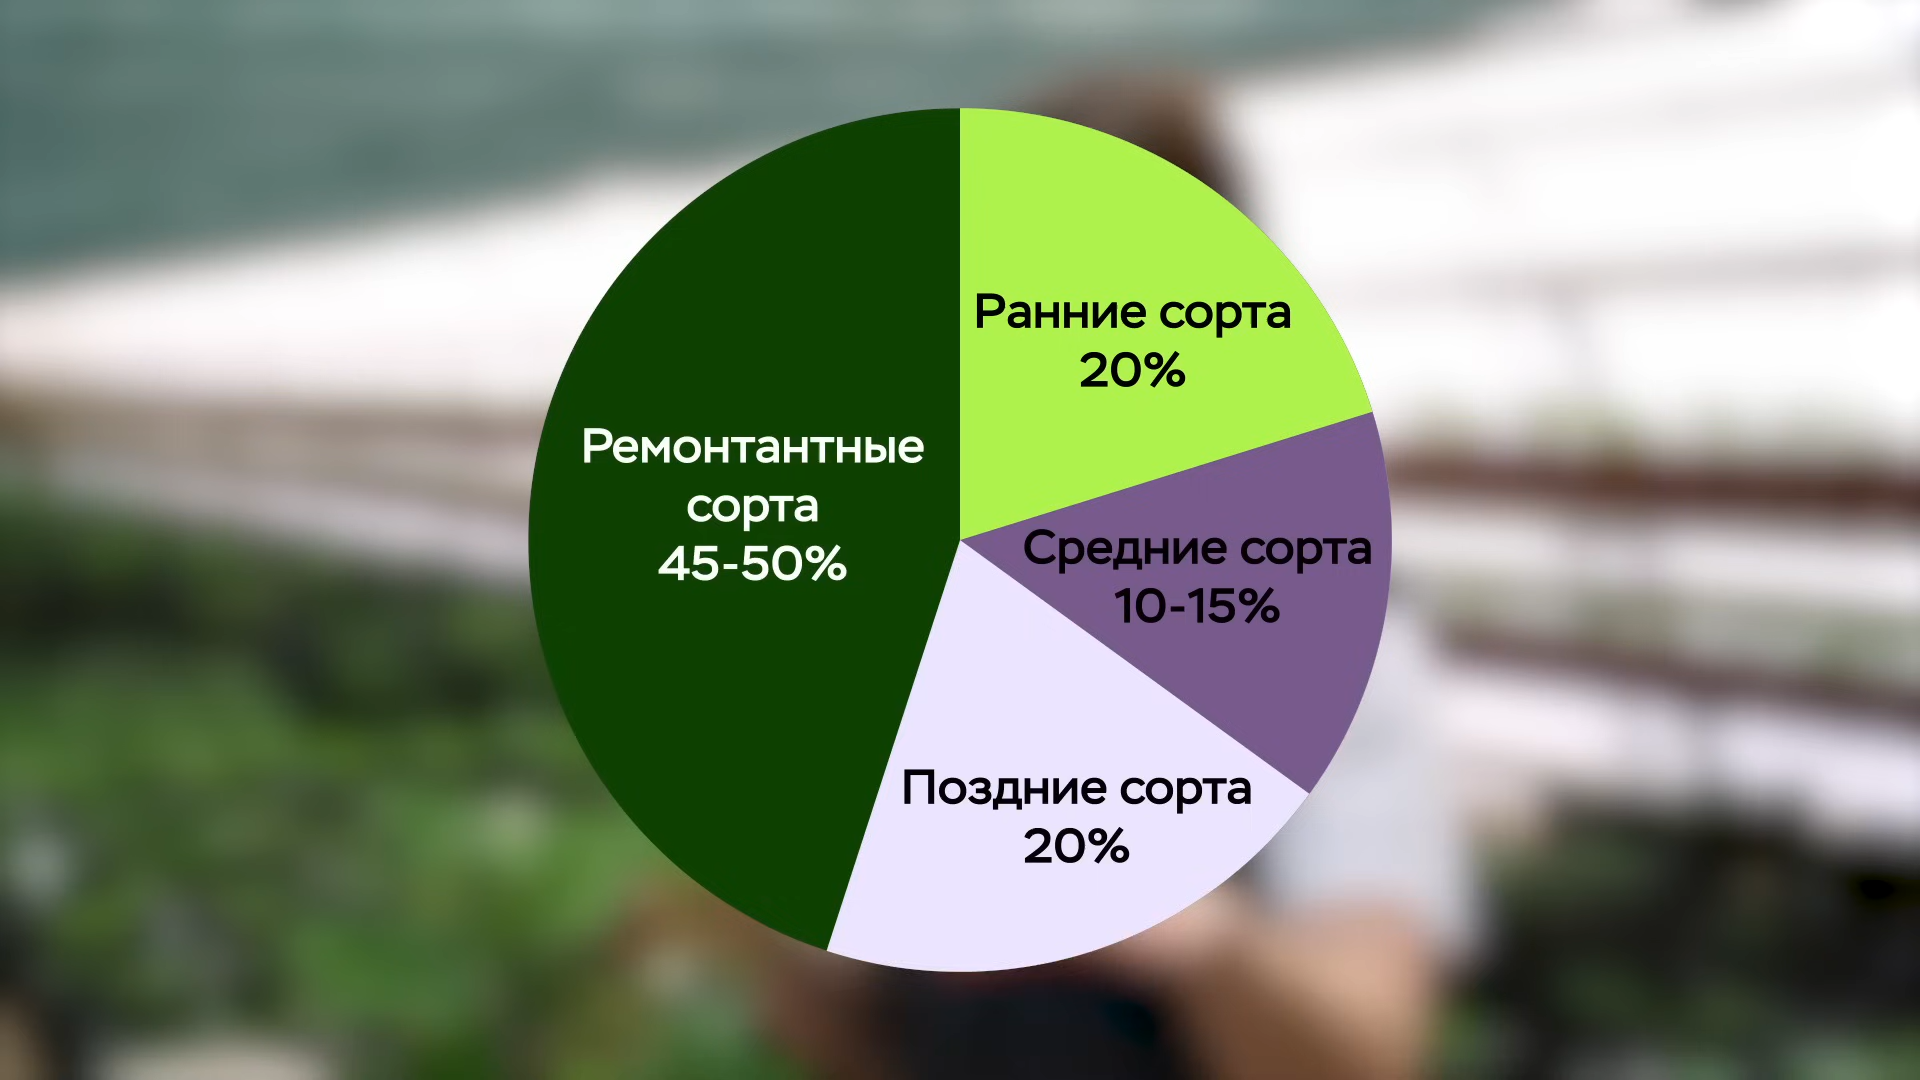 Ранние сорта
20%
Ремонтантные
сорта
45-50%
Средние сорта
10-15%
Поздние сорта
20%